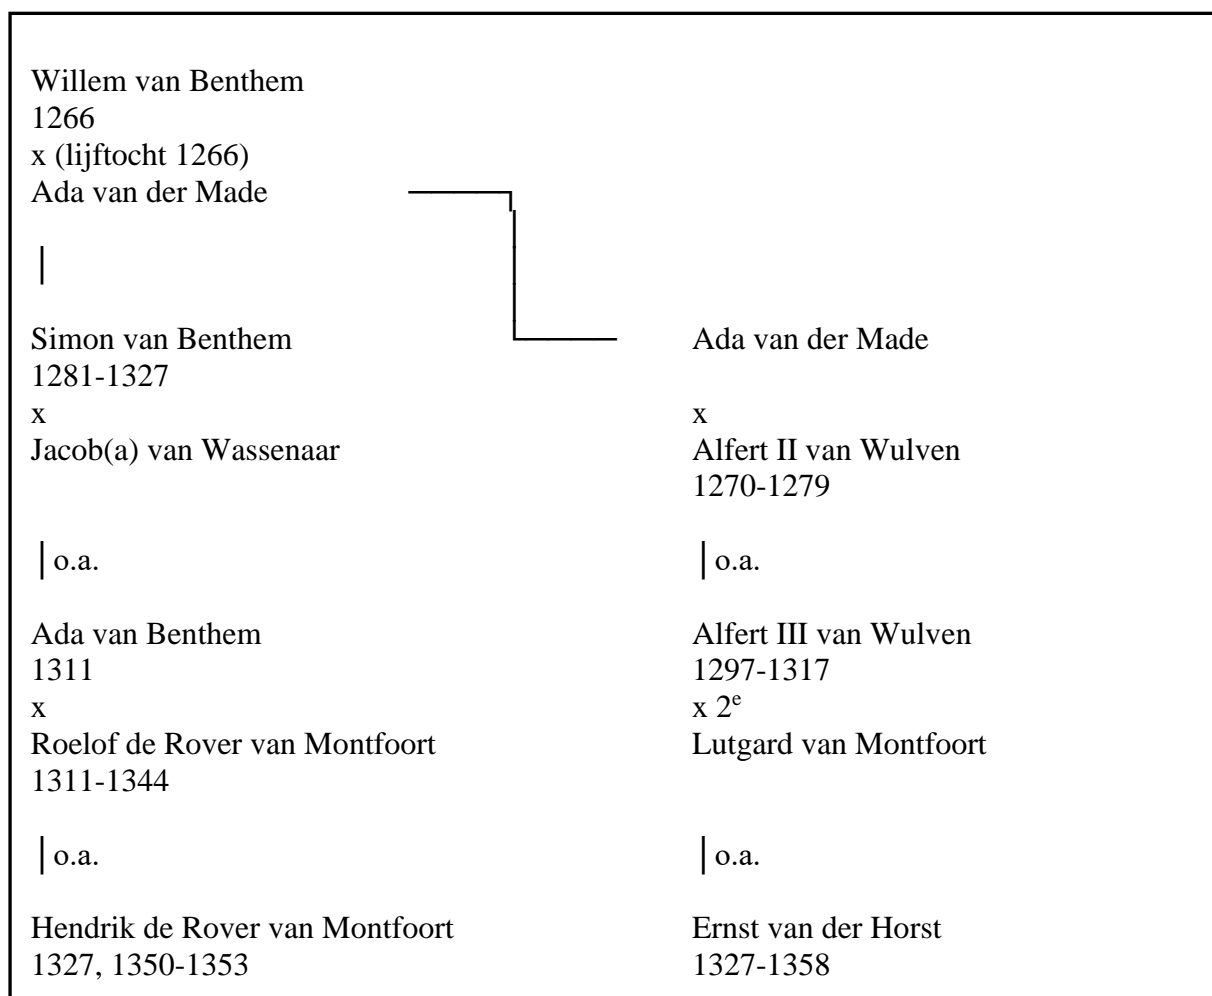 Willem van Benthem
1266
x (lijftocht 1266)
Ada van der Made
Simon van Benthem
1281-1327
x
Jacob(a) van Wassenaar
o.a.
Ada van Benthem
1311
x
Roelof de Rover van Montfoort
1311-1344
o.a.
Hendrik de Rover van Montfoort
1327, 1350-1353
Ada van der Made
x
Alfert II van Wulven
1270-1279
o.a.
Alfert III van Wulven
1297-1317
x 2e
Lutgard van Montfoort
o.a.
Ernst van der Horst
1327-1358